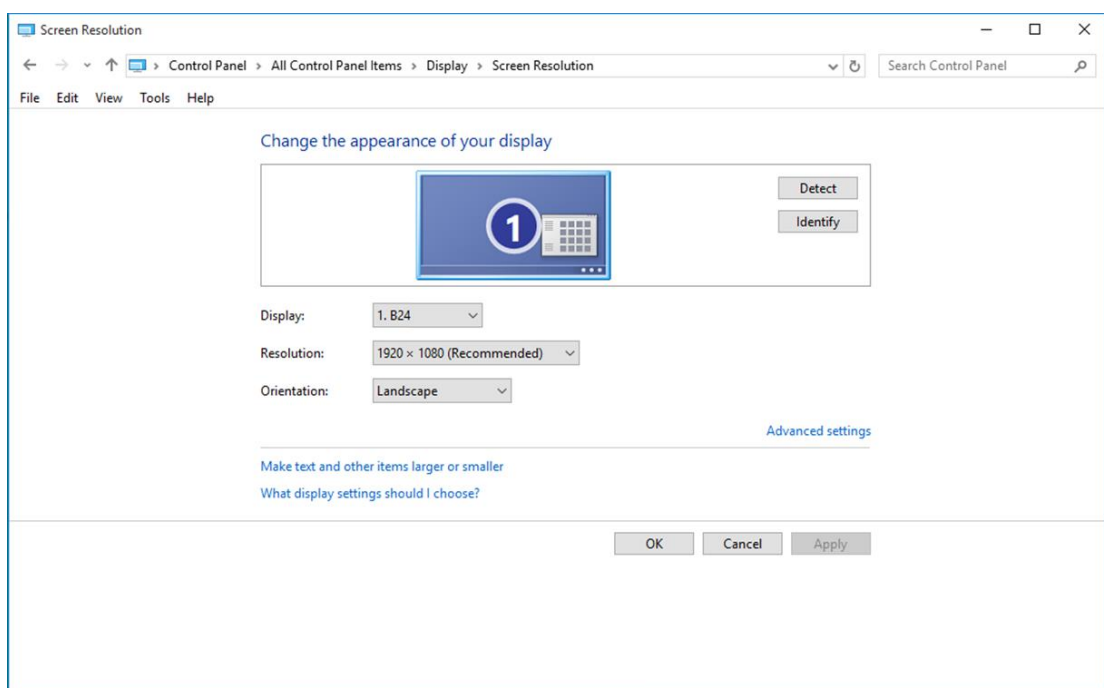 Screen Resolution
Control Panel > All Control Panel Items > Display > Screen Resolution
Search Control Panel
File Edit View Tools Help
Change the appearance of your display
1
Detect
Identify
Display: 1. B24
Resolution: 1920 × 1080 (Recommended)
Orientation: Landscape
Advanced settings
Make text and other items larger or smaller
What display settings should I choose?
OK Cancel Apply